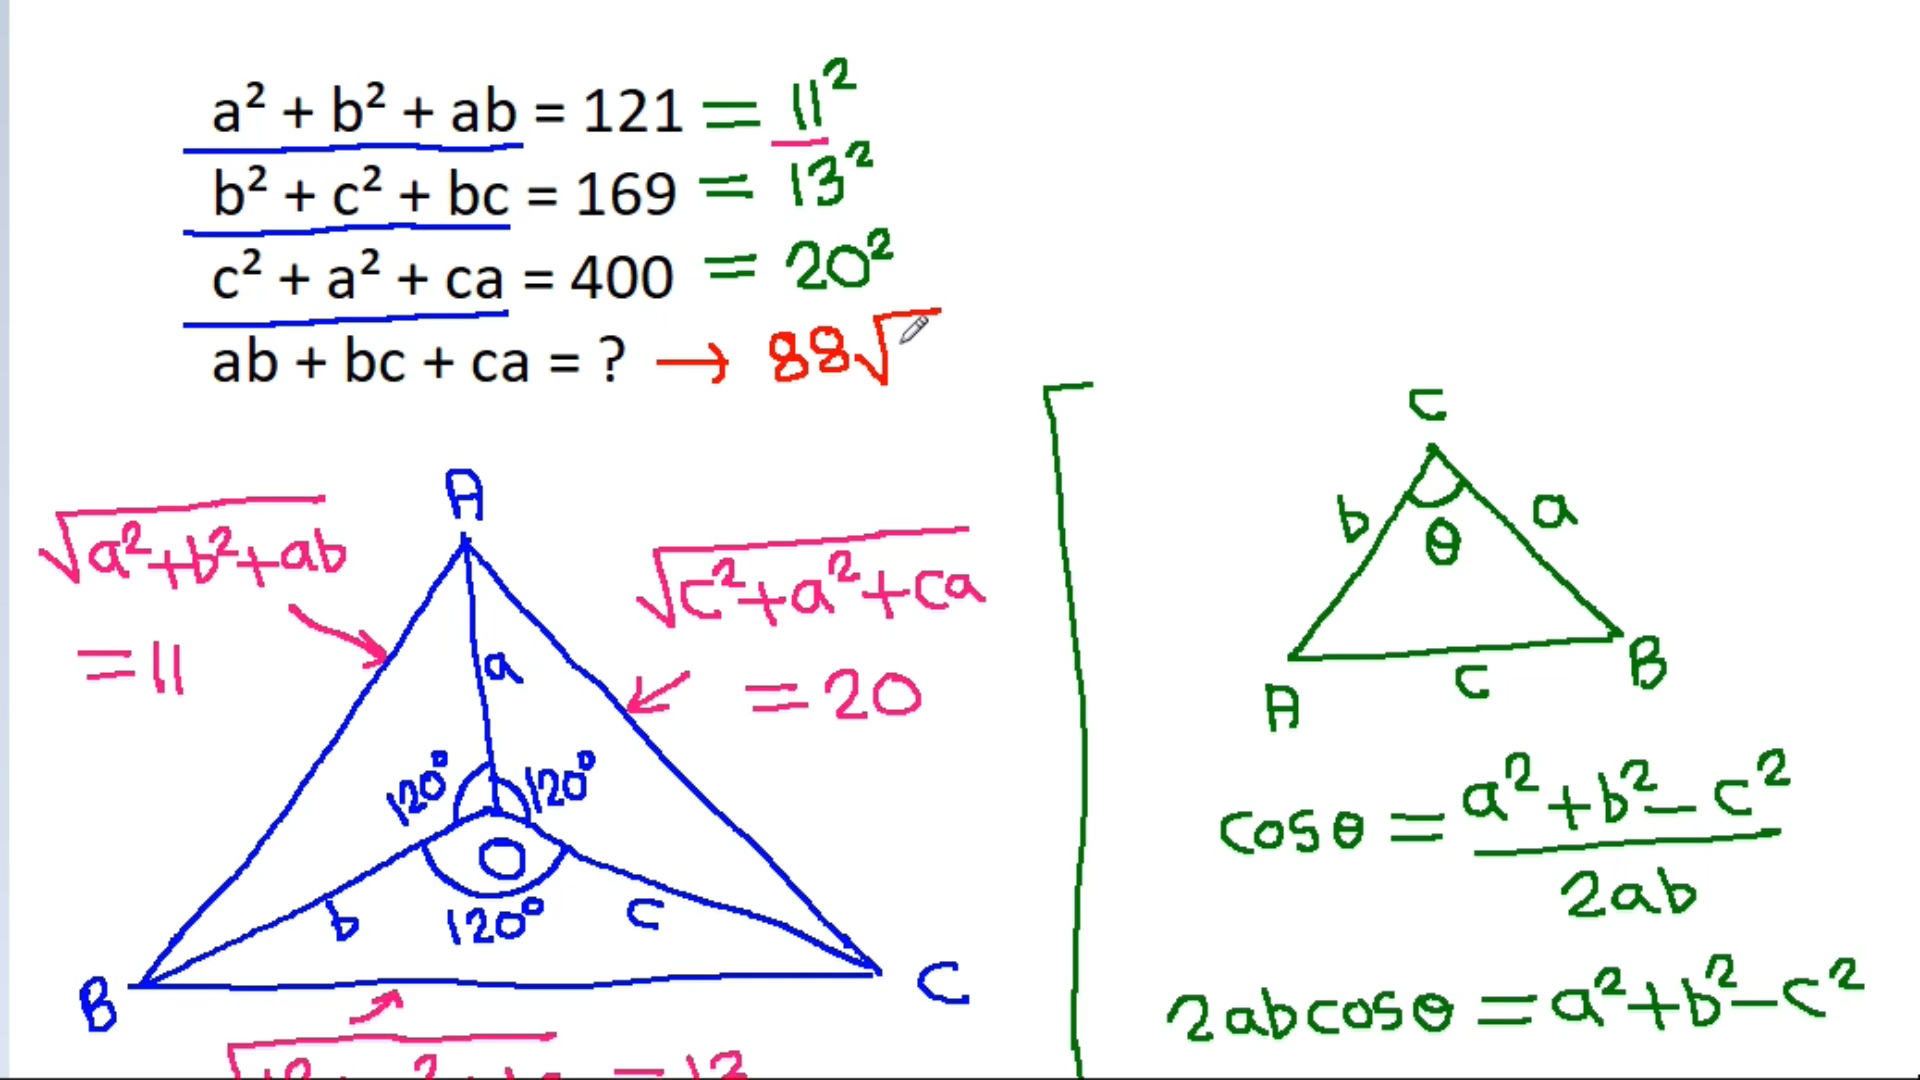 a² + b² + ab = 121 = 11²
b² + c² + bc = 169 = 13²
c² + a² + ca = 400 = 20²
ab + bc + ca = ? → 88√
A
√a²+b²+ab
= 11
√c²+a²+ca
= 20
a
120° 120°
O
b 120° c
B C
C
b θ a
A c B
cosθ = a²+b²−c² / 2ab
2abcosθ = a²+b²−c²
= 13